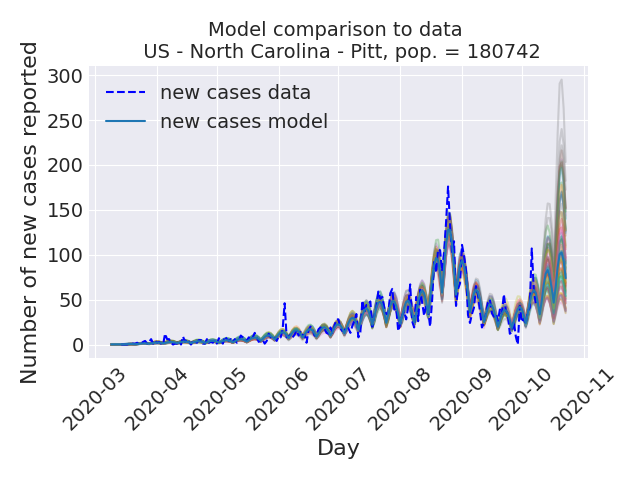 Model comparison to data
US - North Carolina - Pitt, pop. = 180742
Number of new cases reported
300
250
200
150
100
50
0
new cases data
new cases model
2020-03
2020-04
2020-05
2020-06
2020-07
2020-08
2020-09
2020-10
2020-11
Day